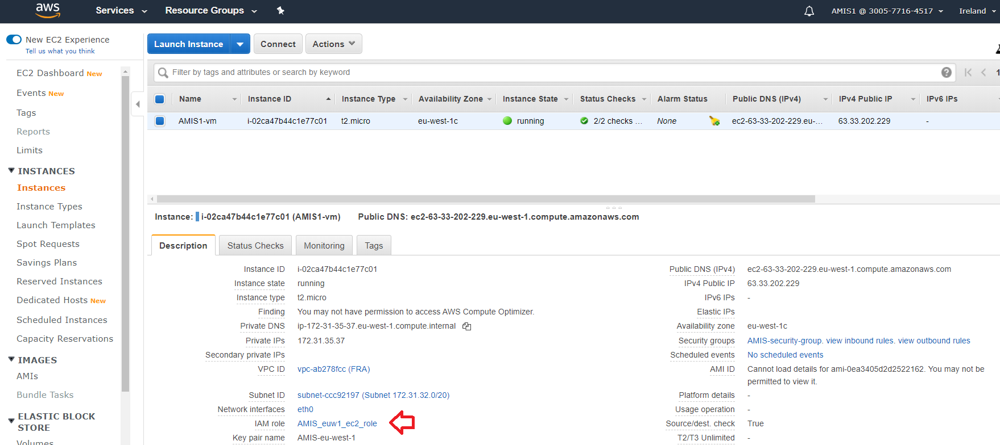 aws
Services
Resource Groups
AMIS1 @ 3005-7716-4517
Ireland
New EC2 Experience
Tell us what you think
EC2 Dashboard New
Events New
Tags
Reports
Limits
INSTANCES
Instances
Instance Types
Launch Templates
Spot Requests
Savings Plans
Reserved Instances
Dedicated Hosts New
Scheduled Instances
Capacity Reservations
IMAGES
AMIs
Bundle Tasks
ELASTIC BLOCK
STORE
Volumes
Launch Instance
Connect
Actions
Filter by tags and attributes or search by keyword
?
1
Name Instance ID Instance Type Availability Zone Instance State Status Checks Alarm Status Public DNS (IPv4) IPv4 Public IP IPv6 IPs
AMIS1-vm i-02ca47b44c1e77c01 t2.micro eu-west-1c running 2/2 checks ... None ec2-63-33-202-229.eu-... 63.33.202.229 -
Instance: i-02ca47b44c1e77c01 (AMIS1-vm) Public DNS: ec2-63-33-202-229.eu-west-1.compute.amazonaws.com
Description
Status Checks
Monitoring
Tags
Instance ID i-02ca47b44c1e77c01
Instance state running
Instance type t2.micro
Finding You may not have permission to access AWS Compute Optimizer.
Private DNS ip-172-31-35-37.eu-west-1.compute.internal
Private IPs 172.31.35.37
Secondary private IPs
VPC ID vpc-ab278fcc (FRA)
Subnet ID subnet-ccc92197 (Subnet 172.31.32.0/20)
Network interfaces eth0
IAM role AMIS_euw1_ec2_role
Key pair name AMIS-eu-west-1
Public DNS (IPv4) ec2-63-33-202-229.eu-west-1.compute.amazonaws.com
IPv4 Public IP 63.33.202.229
IPv6 IPs -
Elastic IPs
Availability zone eu-west-1c
Security groups AMIS-security-group. view inbound rules. view outbound rules
Scheduled events No scheduled events
AMI ID Cannot load details for ami-0ea3405d2d2522162. You may not be
permitted to view it.
Platform details -
Usage operation -
Source/dest. check True
T2/T3 Unlimited -